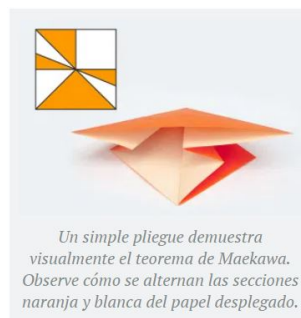 Un simple pliegue demuestra
visualmente el teorema de Maekawa.
Observe cómo se alternan las secciones
naranja y blanca del papel desplegado.